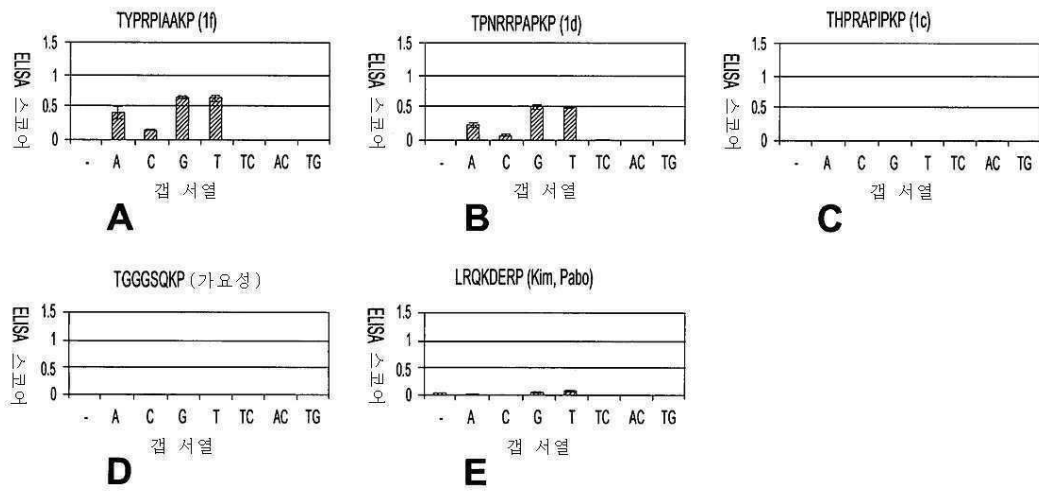 TYPRPIAAKP (1f)
ELISA 스코어
1.5
1
0.5
0
- A C G T TC AC TG
갭 서열
A
TPNRRPAPKP (1d)
ELISA 스코어
1.5
1
0.5
0
- A C G T TC AC TG
갭 서열
B
THPRAPIPKP (1c)
ELISA 스코어
1.5
1
0.5
0
- A C G T TC AC TG
갭 서열
C
TGGGSQKP (가요성)
ELISA 스코어
1.5
1
0.5
0
- A C G T TC AC TG
갭 서열
D
LRQKDERP (Kim, Pabo)
ELISA 스코어
1.5
1
0.5
0
- A C G T TC AC TG
갭 서열
E